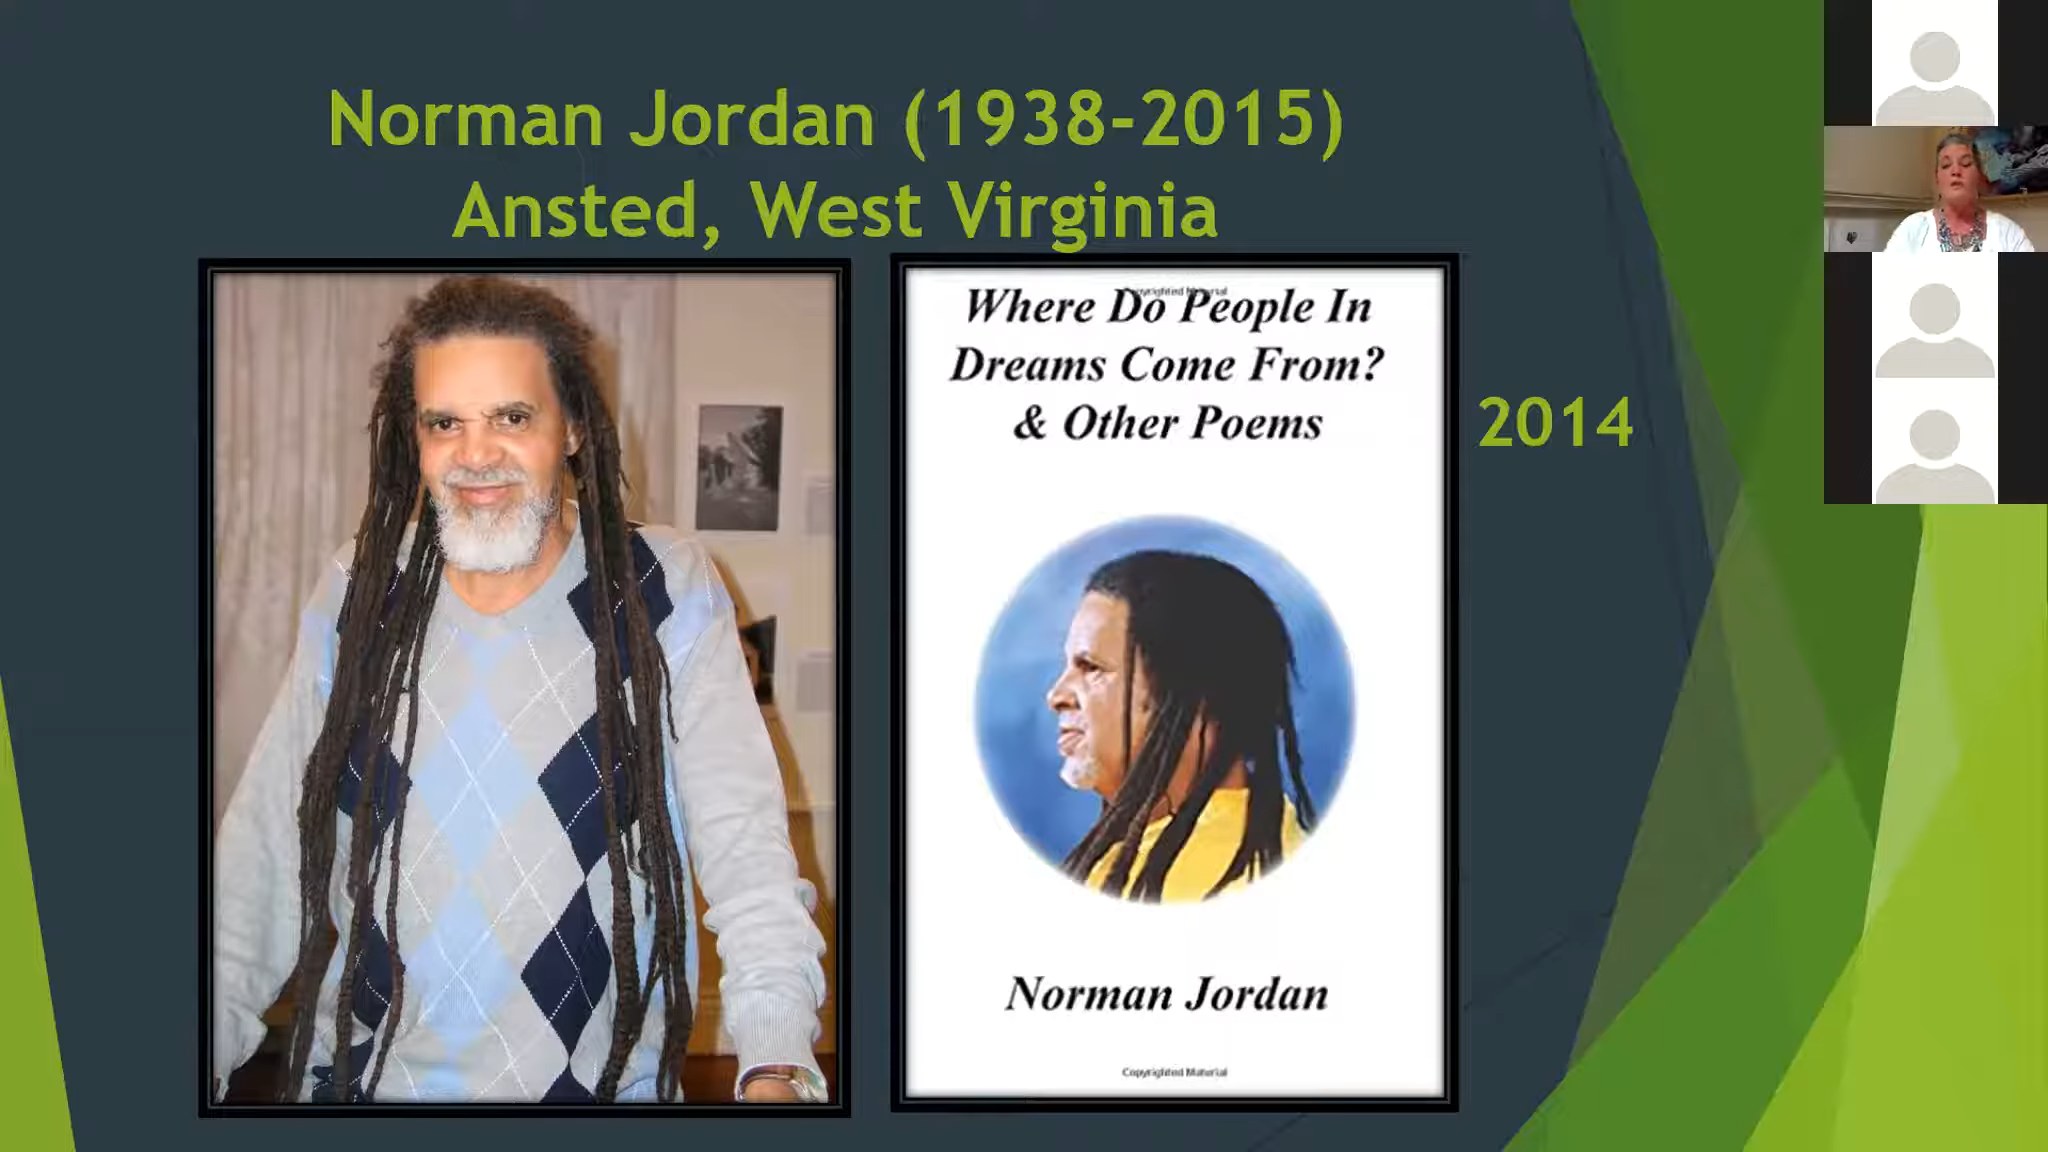 Norman Jordan (1938-2015)
Ansted, West Virginia
Copyrighted Material
Where Do People In
Dreams Come From?
& Other Poems
2014
Norman Jordan
Copyrighted Material